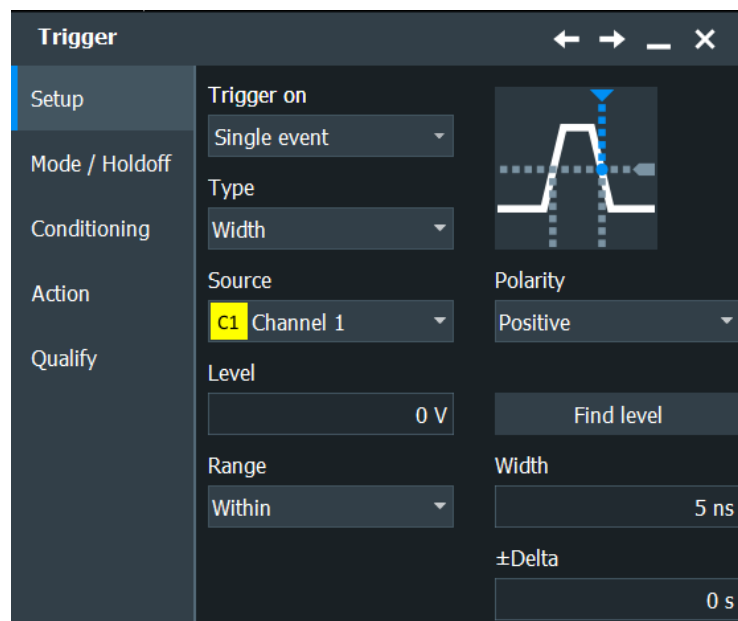 Trigger
Setup
Mode / Holdoff
Conditioning
Action
Qualify
Trigger on
Single event
Type
Width
Source
C1 Channel 1
Polarity
Positive
Level
0 V
Find level
Range
Within
Width
5 ns
±Delta
0 s